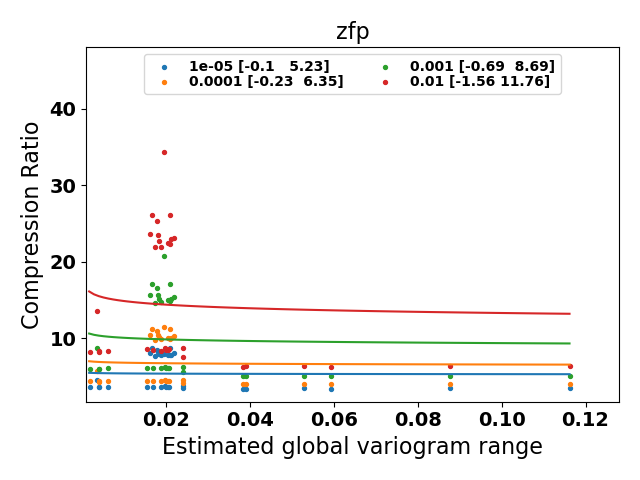 zfp
1e-05 [-0.1   5.23]
0.0001 [-0.23  6.35]
0.001 [-0.69  8.69]
0.01 [-1.56 11.76]
Compression Ratio
40
30
20
10
0.02 0.04 0.06 0.08 0.10 0.12
Estimated global variogram range